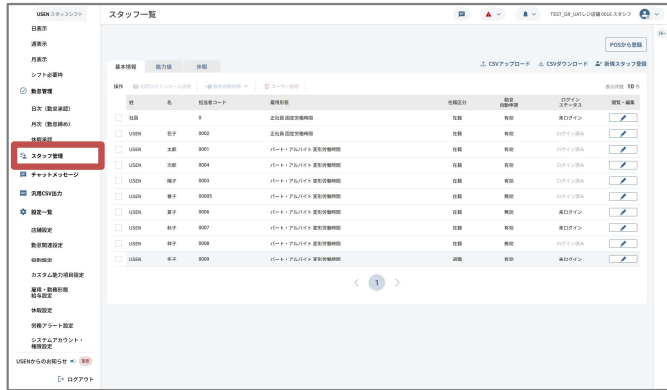 USEN スタッフシフト
日表示
週表示
月表示
シフト必要枠
勤怠管理
日次（勤怠承認）
月次（勤怠締め）
休暇承認
スタッフ管理
チャットメッセージ
汎用CSV出力
設定一覧
店舗設定
勤怠関連設定
役割設定
カスタム能力項目設定
雇用・勤務形態
給与設定
休暇設定
労務アラート設定
システムアカウント・
権限設定
USENからのお知らせ 重要
ログアウト
スタッフ一覧
TEST_GR_UATレジ店舗 0016 スタシフ
POSから登録
基本情報 能力値 休暇
CSVアップロード CSVダウンロード 新規スタッフ登録
操作 初回ログインメール送信 勤怠自動申請 ユーザー削除 表示件数 10 件
姓 名 担当者コード 雇用形態 在籍区分 勤怠自動申請 ログインステータス 閲覧・編集
社員 9 正社員 固定労働時間 在籍 有効 未ログイン
USEN 花子 0002 正社員 固定労働時間 在籍 有効 ログイン済み
USEN 太郎 0001 パート・アルバイト 変形労働時間 在籍 有効 ログイン済み
USEN 次郎 0004 パート・アルバイト 変形労働時間 在籍 有効 ログイン済み
USEN 陽子 0003 パート・アルバイト 変形労働時間 在籍 有効 ログイン済み
USEN 春子 00005 パート・アルバイト 変形労働時間 在籍 無効 ログイン済み
USEN 夏子 0006 パート・アルバイト 変形労働時間 在籍 無効 未ログイン
USEN 秋子 0007 パート・アルバイト 変形労働時間 在籍 有効 未ログイン
USEN 祥子 0008 パート・アルバイト 変形労働時間 在籍 無効 ログイン済み
USEN 冬子 0009 パート・アルバイト 変形労働時間 退職 有効 未ログイン
1